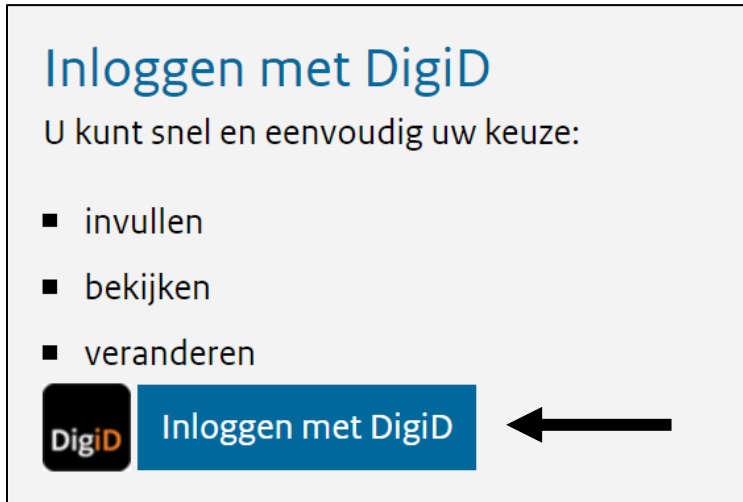 Inloggen met DigiD
U kunt snel en eenvoudig uw keuze:
invullen
bekijken
veranderen
DigiD Inloggen met DigiD